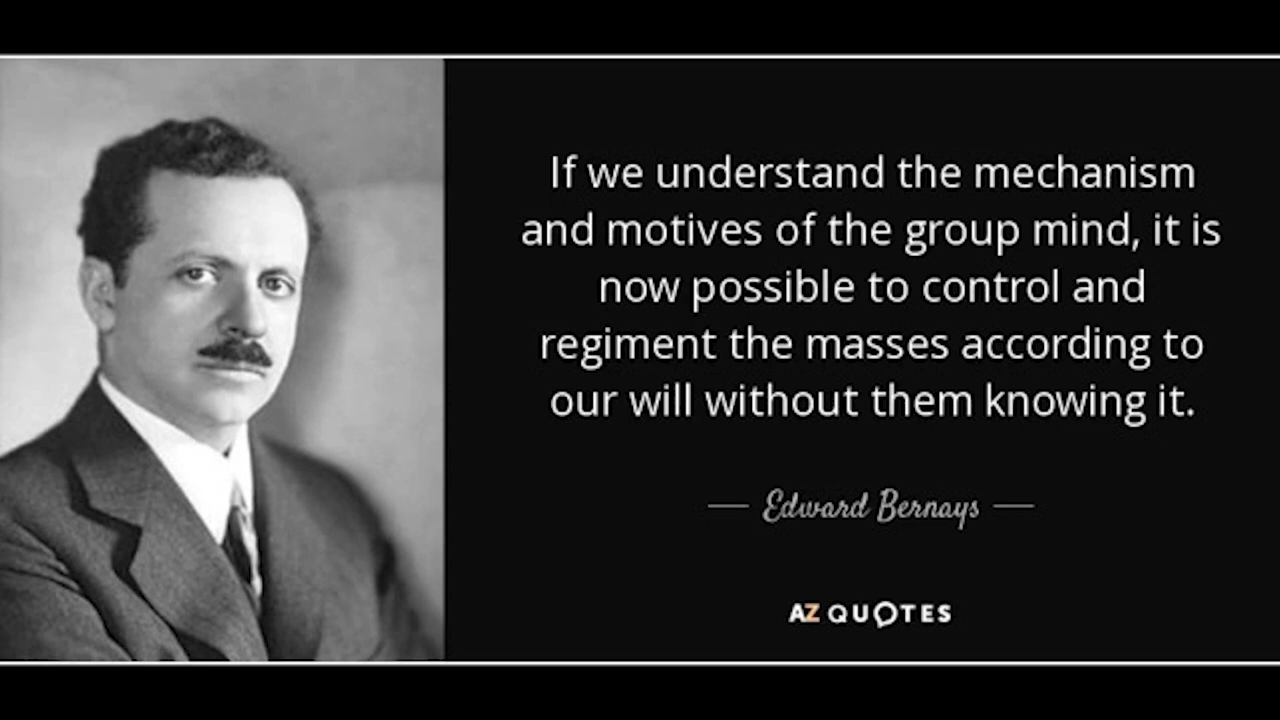 If we understand the mechanism
and motives of the group mind, it is
now possible to control and
regiment the masses according to
our will without them knowing it.
Edward Bernays
AZ QUOTES